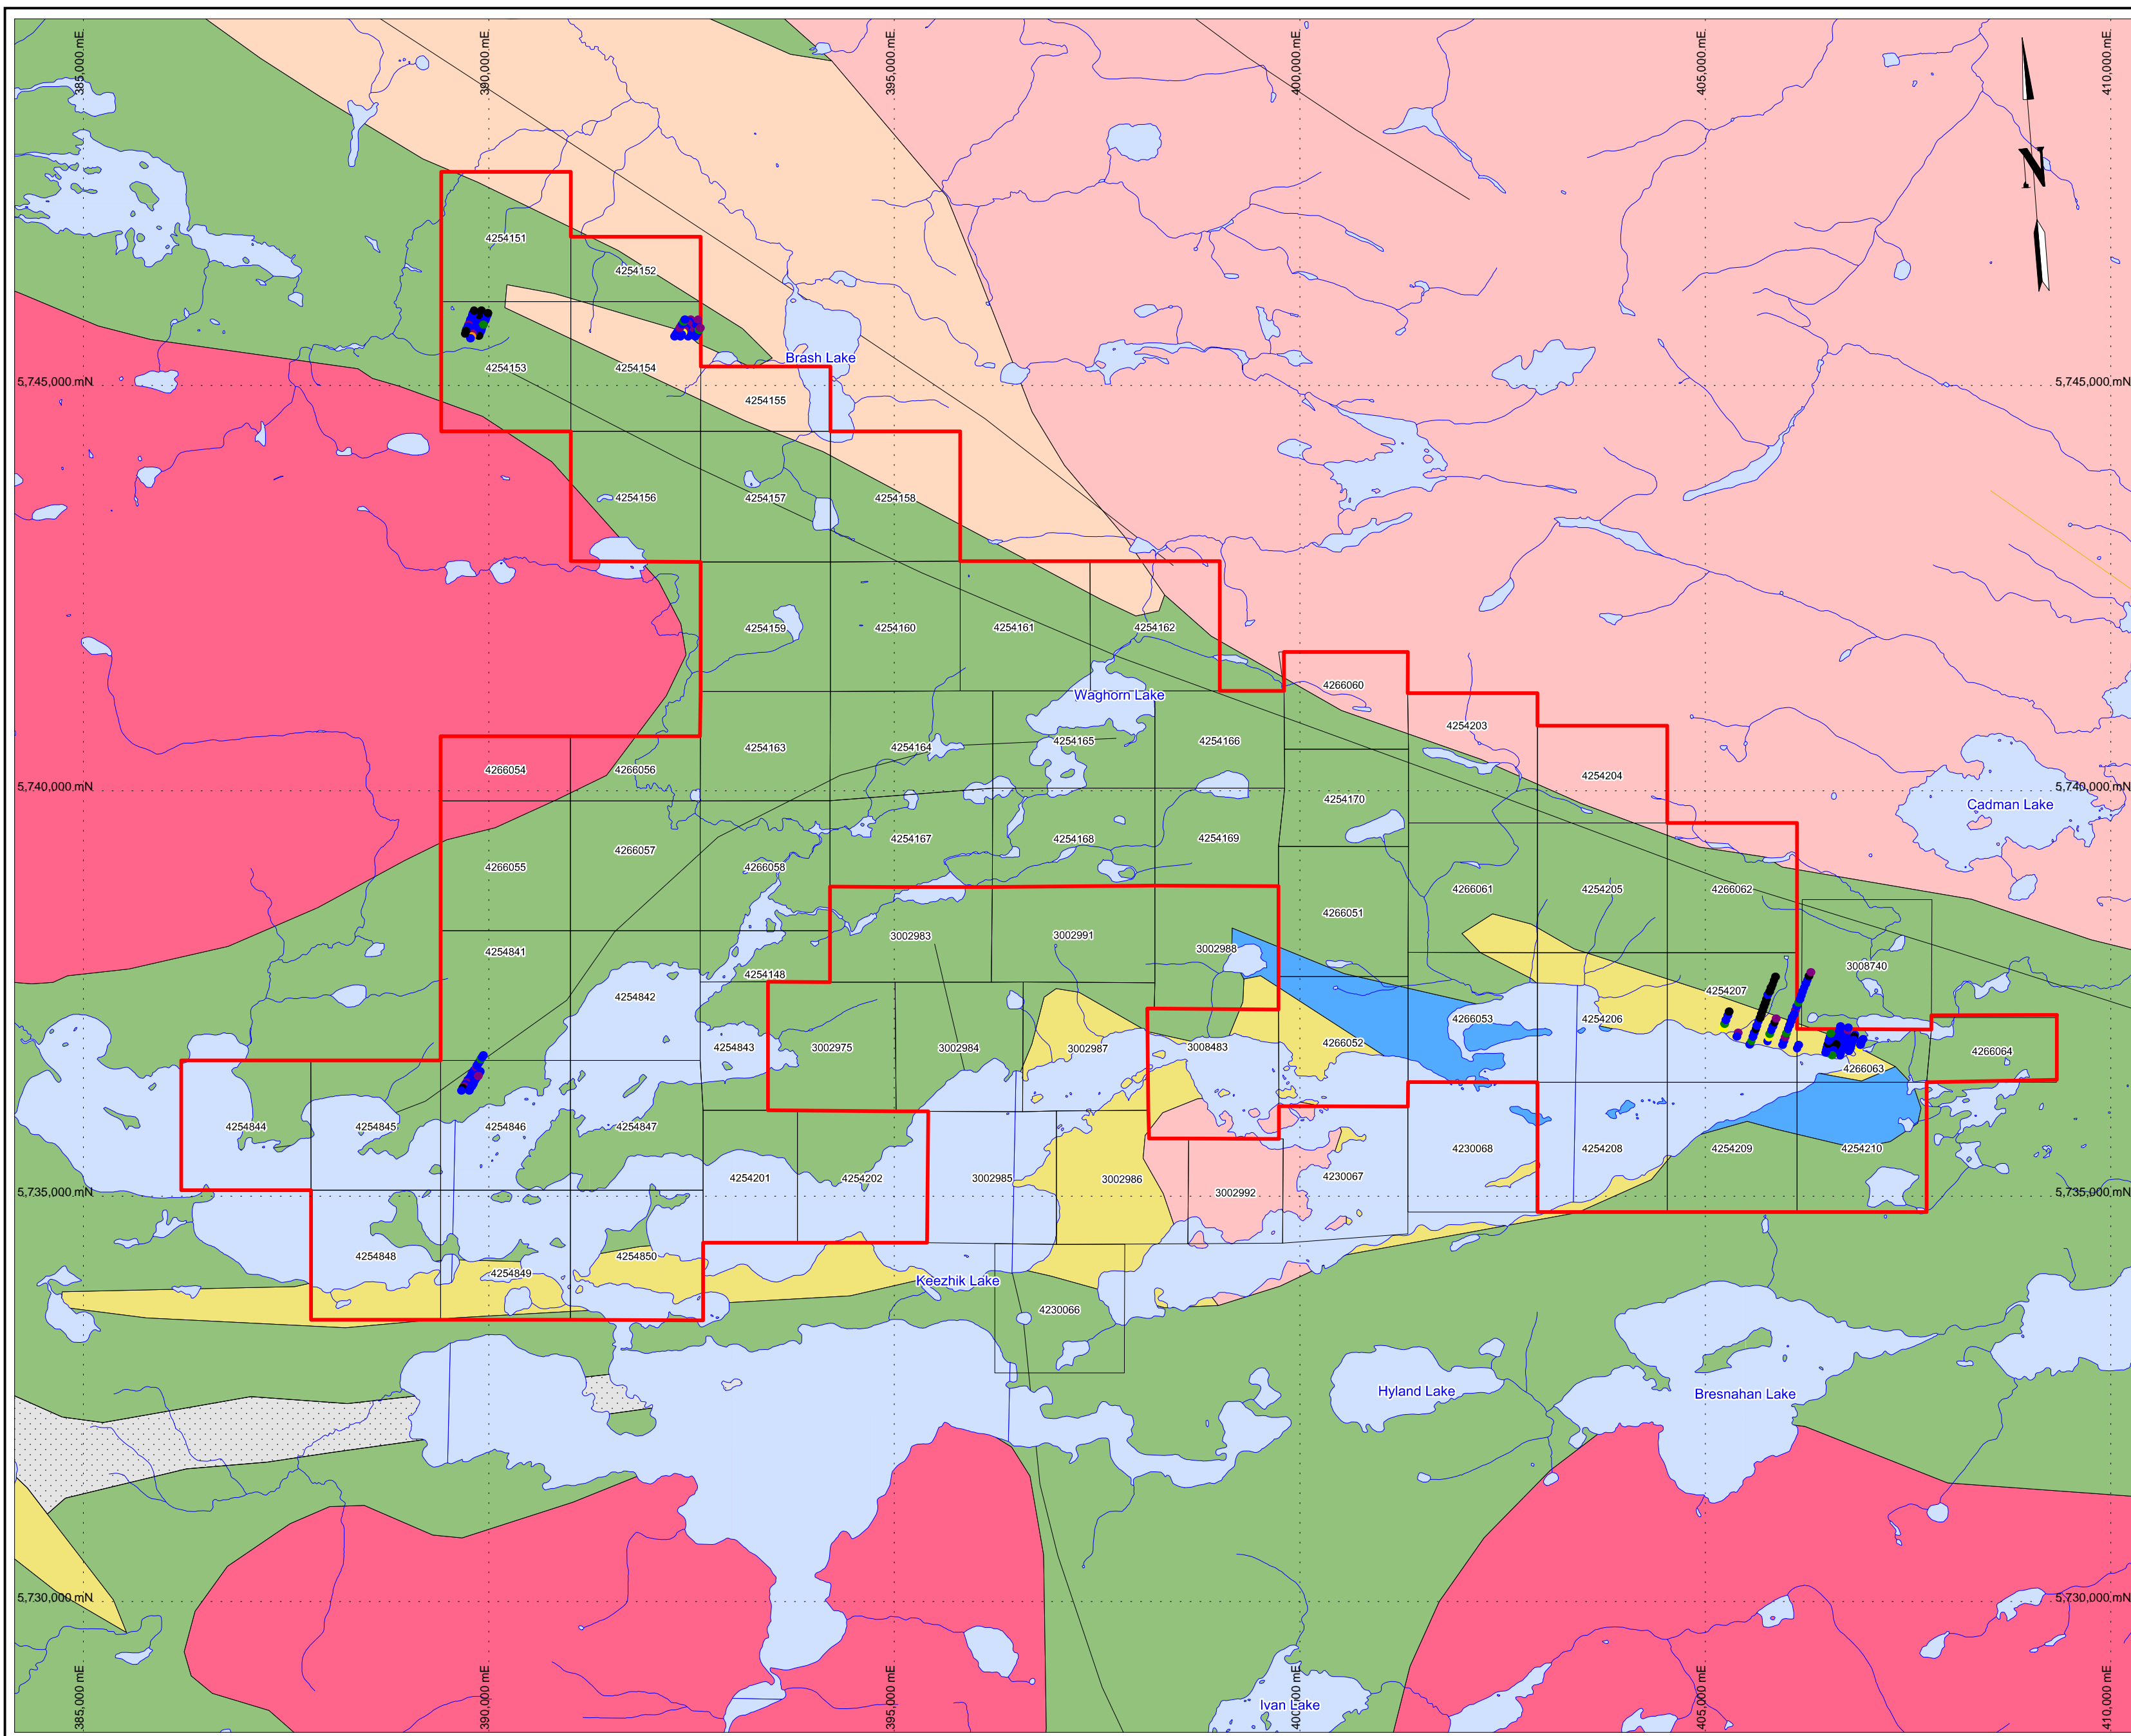 385,000 mE
390,000 mE
395,000 mE
400,000 mE
405,000 mE
410,000 mE
N
4254151
4254152
Brash Lake
4254153
4254154
5,745,000 mN
5,745,000 mN
4254155
4254156
4254157
4254158
4254159
4254160
4254161
4254162
4266060
Waghorn Lake
4254203
4254163
4254164
4254165
4254166
4266054
4266056
4254204
5,740,000 mN
5,740,000 mN
4254170
Cadman Lake
4254167
4254168
4254169
4266057
4266055
4266058
4266061
4254205
4266062
4266051
3002983
3002991
3002988
4254841
3008740
4254148
4254842
4254207
4266053
4254206
4254843
3002975
3002984
3002987
3008483
4266052
4266064
4266063
4254844
4254845
4254846
4254847
4230068
4254208
4254209
4254210
4254201
4254202
3002985
3002986
4230067
3002992
5,735,000 mN
5,735,000 mN
4254848
4254850
4254849
Keezhik Lake
4230066
Hyland Lake
Bresnahan Lake
5,730,000 mN
5,730,000 mN
Ivan Lake
385,000 mE
390,000 mE
395,000 mE
400,000 mE
405,000 mE
410,000 mE